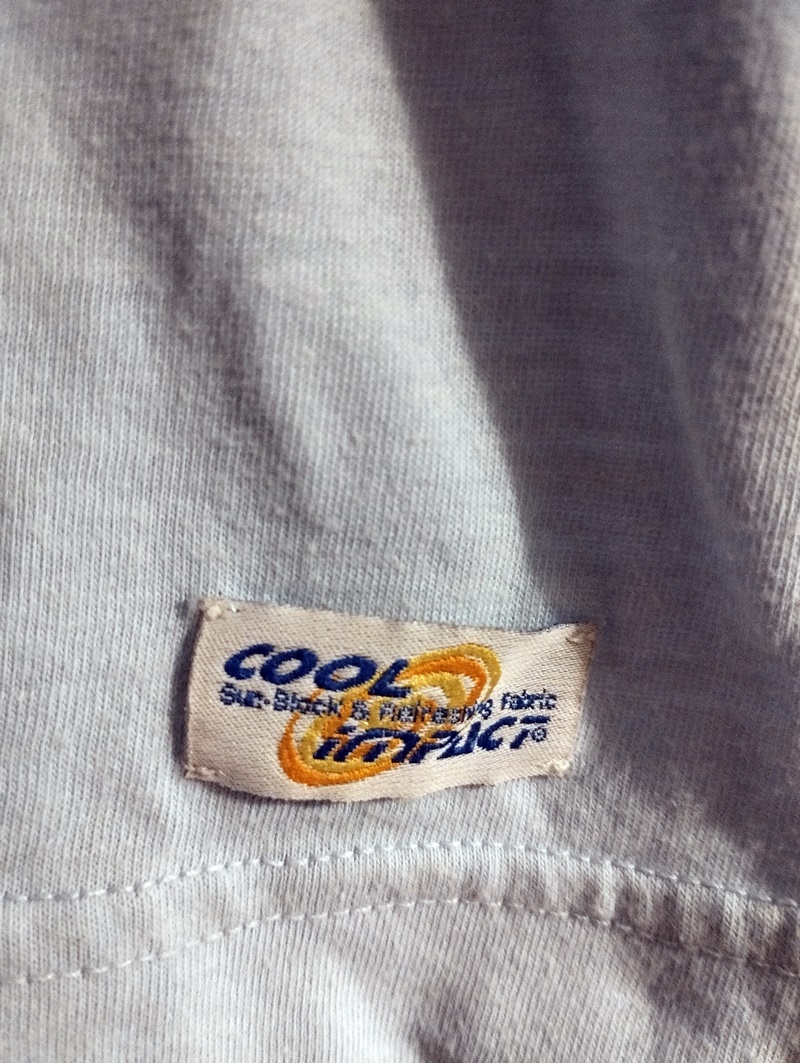 COOL
Sun-Block & Refreshing Fabric
IMPACT®